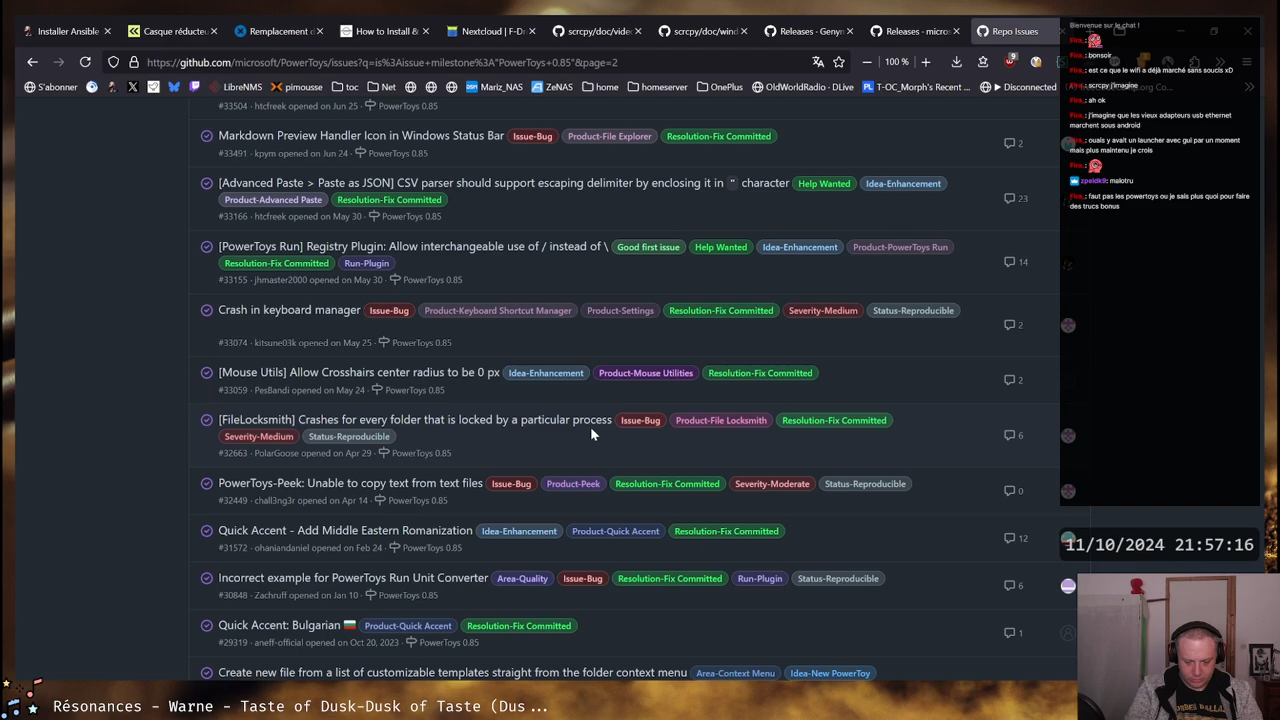 Installer Ansible
Casque réducteu
Remplacement d
How to Install &
Nextcloud | F-D
scrcpy/doc/vide
scrcpy/doc/wind
Releases · Genyr
Releases · micros
Repo Issues
https://github.com/microsoft/PowerToys/issues?q=is%3Aissue+milestone%3A"PowerToys+0.85"&page=2
100 %
9
S'abonner
LibreNMS
plmousse
toc
Net
DSM
Mariz_NAS
ZeNAS
home
homeserver
OnePlus
OldWorldRadio - DLive
T-OC_Morph's Recent ...
Disconnected
#33504 · htcfreek opened on Jun 25 · PowerToys 0.85
Markdown Preview Handler Icon in Windows Status Bar Issue-Bug Product-File Explorer Resolution-Fix Committed
#33491 · kpym opened on Jun 24 · PowerToys 0.85
2
[Advanced Paste > Paste as Json] CSV parser should support escaping delimiter by enclosing it in " character Help Wanted Idea-Enhancement
Product-Advanced Paste Resolution-Fix Committed
#33166 · htcfreek opened on May 30 · PowerToys 0.85
23
[PowerToys Run] Registry Plugin: Allow interchangeable use of / instead of \ Good first issue Help Wanted Idea-Enhancement Product-PowerToys Run
Resolution-Fix Committed Run-Plugin
#33155 · jhmaster2000 opened on May 30 · PowerToys 0.85
14
Crash in keyboard manager Issue-Bug Product-Keyboard Shortcut Manager Product-Settings Resolution-Fix Committed Severity-Medium Status-Reproducible
#33074 · kitsune03k opened on May 25 · PowerToys 0.85
2
[Mouse Utils] Allow Crosshairs center radius to be 0 px Idea-Enhancement Product-Mouse Utilities Resolution-Fix Committed
#33059 · PesBandi opened on May 24 · PowerToys 0.85
2
[FileLocksmith] Crashes for every folder that is locked by a particular process Issue-Bug Product-File Locksmith Resolution-Fix Committed
Severity-Medium Status-Reproducible
#32663 · PolarGoose opened on Apr 29 · PowerToys 0.85
6
PowerToys-Peek: Unable to copy text from text files Issue-Bug Product-Peek Resolution-Fix Committed Severity-Moderate Status-Reproducible
#32449 · chall3ng3r opened on Apr 14 · PowerToys 0.85
0
Quick Accent - Add Middle Eastern Romanization Idea-Enhancement Product-Quick Accent Resolution-Fix Committed
#31572 · ohaniandaniel opened on Feb 24 · PowerToys 0.85
12
Incorrect example for PowerToys Run Unit Converter Area-Quality Issue-Bug Resolution-Fix Committed Run-Plugin Status-Reproducible
#30848 · Zachruff opened on Jan 10 · PowerToys 0.85
6
Quick Accent: Bulgarian Product-Quick Accent Resolution-Fix Committed
#29319 · aneff-official opened on Oct 20, 2023 · PowerToys 0.85
1
Create new file from a list of customizable templates straight from the folder context menu Area-Context Menu Idea-New PowerToy
Bienvenue sur le chat !
Fira_ :
Fira_ : bonsoir
Fira_ : est ce que le wifi a déjà marché sans soucis xD
Fira_ : scrcpy j'imagine
Fira_ : ah ok
Fira_ : j'imagine que les vieux adapteurs usb ethernet
marchent sous android
Fira_ : ouais y avait un launcher avec gui par un moment
mais plus maintenu je crois
Fira_ :
zpeidk9: malotru
Fira_ : faut pas les powertoys ou je sais plus quoi pour faire
des trucs bonus
11/10/2024 21:57:16
Résonances - Warne - Taste of Dusk-Dusk of Taste (Dus ...